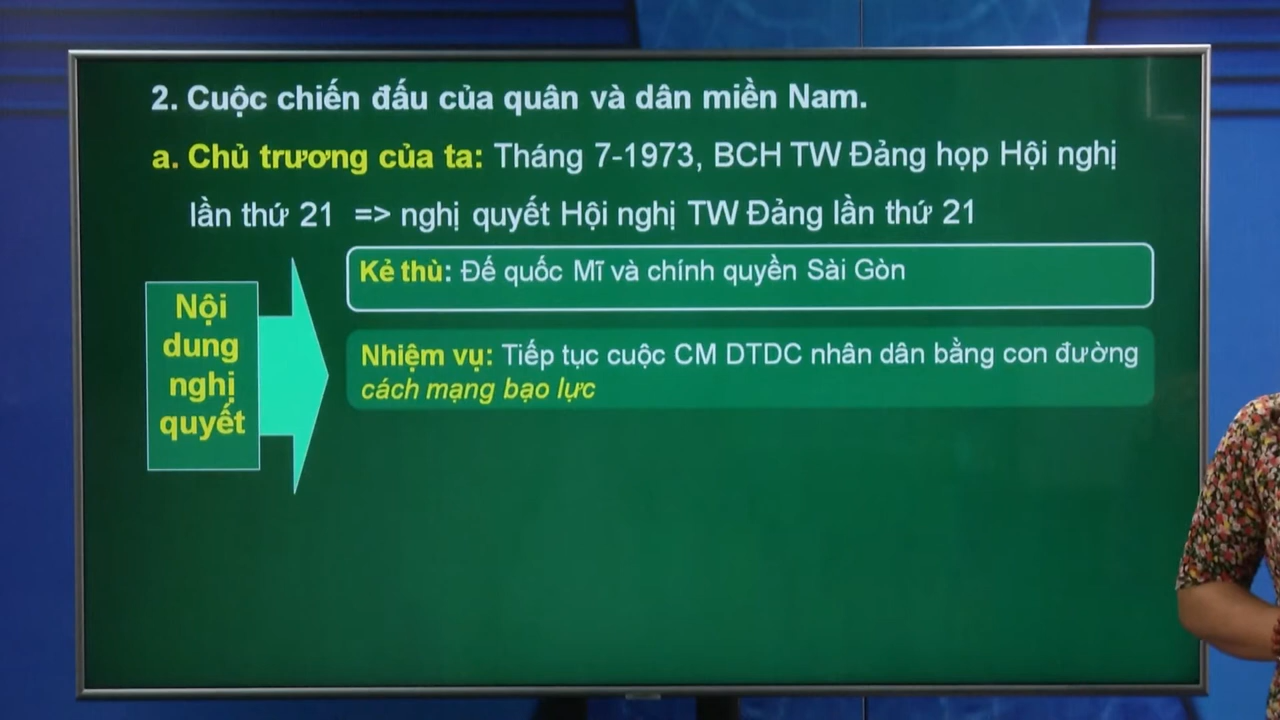 2. Cuộc chiến đấu của quân và dân miền Nam.
a. Chủ trương của ta: Tháng 7-1973, BCH TW Đảng họp Hội nghị
lần thứ 21 => nghị quyết Hội nghị TW Đảng lần thứ 21
Nội
dung
nghị
quyết
Kẻ thù: Đế quốc Mĩ và chính quyền Sài Gòn
Nhiệm vụ: Tiếp tục cuộc CM DTDC nhân dân bằng con đường
cách mạng bạo lực